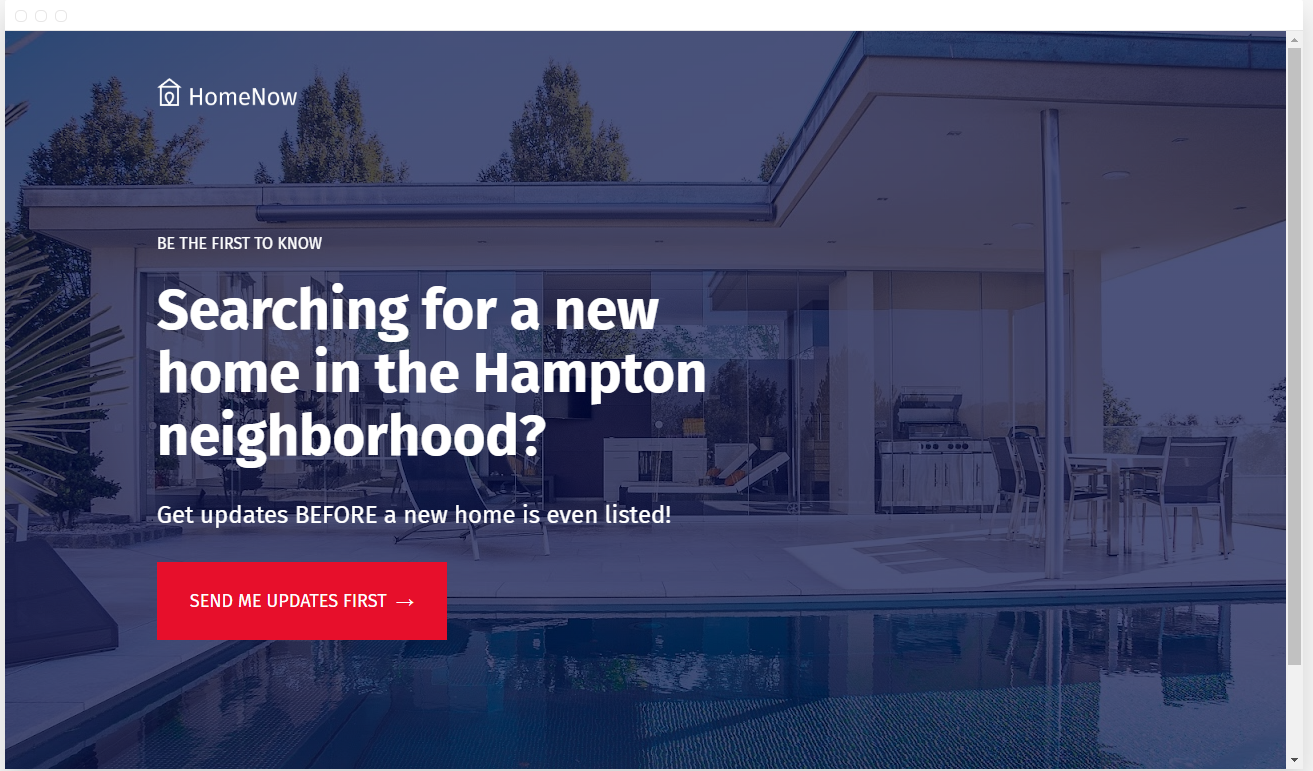 HomeNow
BE THE FIRST TO KNOW
Searching for a new
home in the Hampton
neighborhood?
Get updates BEFORE a new home is even listed!
SEND ME UPDATES FIRST →